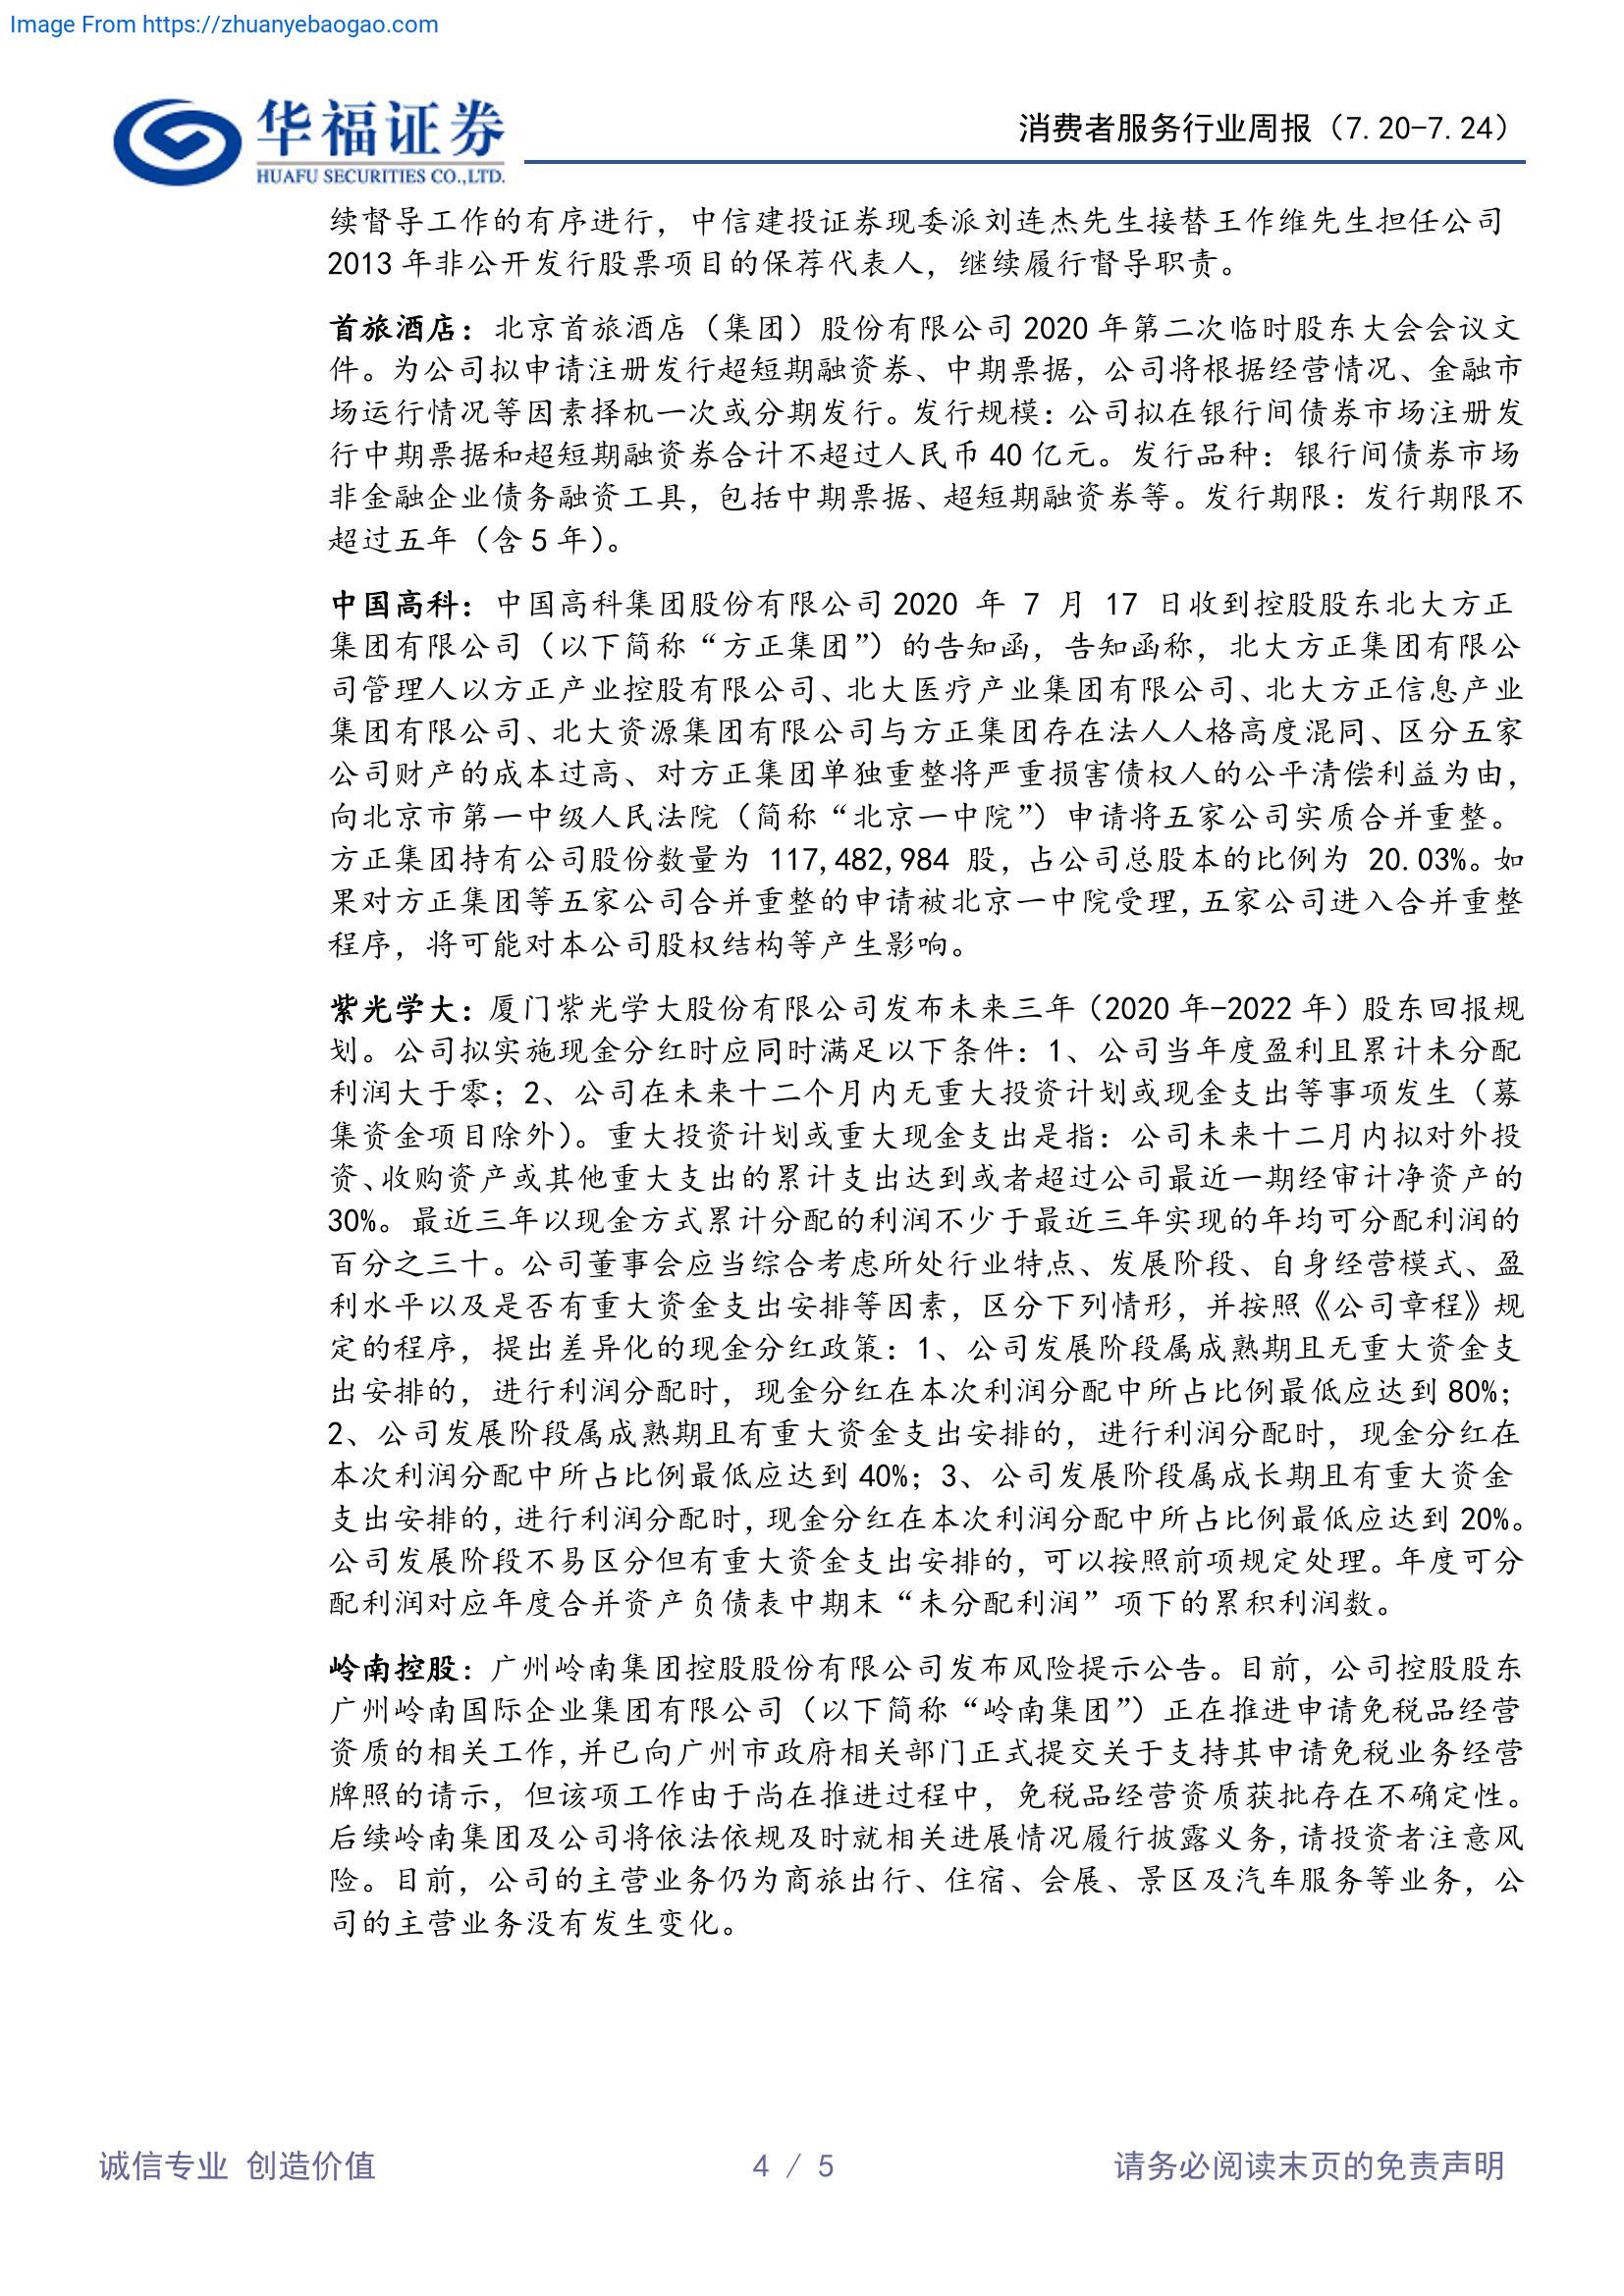 Image From https://zhuanyebaogao.com
华福证券
HUAFU SECURITIES CO.,LTD.
消费者服务行业周报（7.20-7.24）
续督导工作的有序进行，中信建投证券现委派刘连杰先生接替王作维先生担任公司
2013 年非公开发行股票项目的保荐代表人，继续履行督导职责。
首旅酒店：北京首旅酒店（集团）股份有限公司 2020 年第二次临时股东大会会议文
件。为公司拟申请注册发行超短期融资券、中期票据，公司将根据经营情况、金融市
场运行情况等因素择机一次或分期发行。发行规模：公司拟在银行间债券市场注册发
行中期票据和超短期融资券合计不超过人民币 40 亿元。发行品种：银行间债券市场
非金融企业债务融资工具，包括中期票据、超短期融资券等。发行期限：发行期限不
超过五年（含 5 年）。
中国高科：中国高科集团股份有限公司 2020 年 7 月 17 日收到控股股东北大方正
集团有限公司（以下简称“方正集团”）的告知函，告知函称，北大方正集团有限公
司管理人以方正产业控股有限公司、北大医疗产业集团有限公司、北大方正信息产业
集团有限公司、北大资源集团有限公司与方正集团存在法人人格高度混同、区分五家
公司财产的成本过高、对方正集团单独重整将严重损害债权人的公平清偿利益为由，
向北京市第一中级人民法院（简称“北京一中院”）申请将五家公司实质合并重整。
方正集团持有公司股份数量为 117,482,984 股，占公司总股本的比例为 20.03%。如
果对方正集团等五家公司合并重整的申请被北京一中院受理，五家公司进入合并重整
程序，将可能对本公司股权结构等产生影响。
紫光学大：厦门紫光学大股份有限公司发布未来三年（2020 年-2022 年）股东回报规
划。公司拟实施现金分红时应同时满足以下条件：1、公司当年度盈利且累计未分配
利润大于零；2、公司在未来十二个月内无重大投资计划或现金支出等事项发生（募
集资金项目除外）。重大投资计划或重大现金支出是指：公司未来十二月内拟对外投
资、收购资产或其他重大支出的累计支出达到或者超过公司最近一期经审计净资产的
30%。最近三年以现金方式累计分配的利润不少于最近三年实现的年均可分配利润的
百分之三十。公司董事会应当综合考虑所处行业特点、发展阶段、自身经营模式、盈
利水平以及是否有重大资金支出安排等因素，区分下列情形，并按照《公司章程》规
定的程序，提出差异化的现金分红政策：1、公司发展阶段属成熟期且无重大资金支
出安排的，进行利润分配时，现金分红在本次利润分配中所占比例最低应达到 80%；
2、公司发展阶段属成熟期且有重大资金支出安排的，进行利润分配时，现金分红在
本次利润分配中所占比例最低应达到 40%；3、公司发展阶段属成长期且有重大资金
支出安排的，进行利润分配时，现金分红在本次利润分配中所占比例最低应达到 20%。
公司发展阶段不易区分但有重大资金支出安排的，可以按照前项规定处理。年度可分
配利润对应年度合并资产负债表中期末“未分配利润”项下的累积利润数。
岭南控股：广州岭南集团控股股份有限公司发布风险提示公告。目前，公司控股股东
广州岭南国际企业集团有限公司（以下简称“岭南集团”）正在推进申请免税品经营
资质的相关工作，并已向广州市政府相关部门正式提交关于支持其申请免税业务经营
牌照的请示，但该项工作由于尚在推进过程中，免税品经营资质获批存在不确定性。
后续岭南集团及公司将依法依规及时就相关进展情况履行披露义务，请投资者注意风
险。目前，公司的主营业务仍为商旅出行、住宿、会展、景区及汽车服务等业务，公
司的主营业务没有发生变化。
诚信专业 创造价值
4 / 5
请务必阅读末页的免责声明